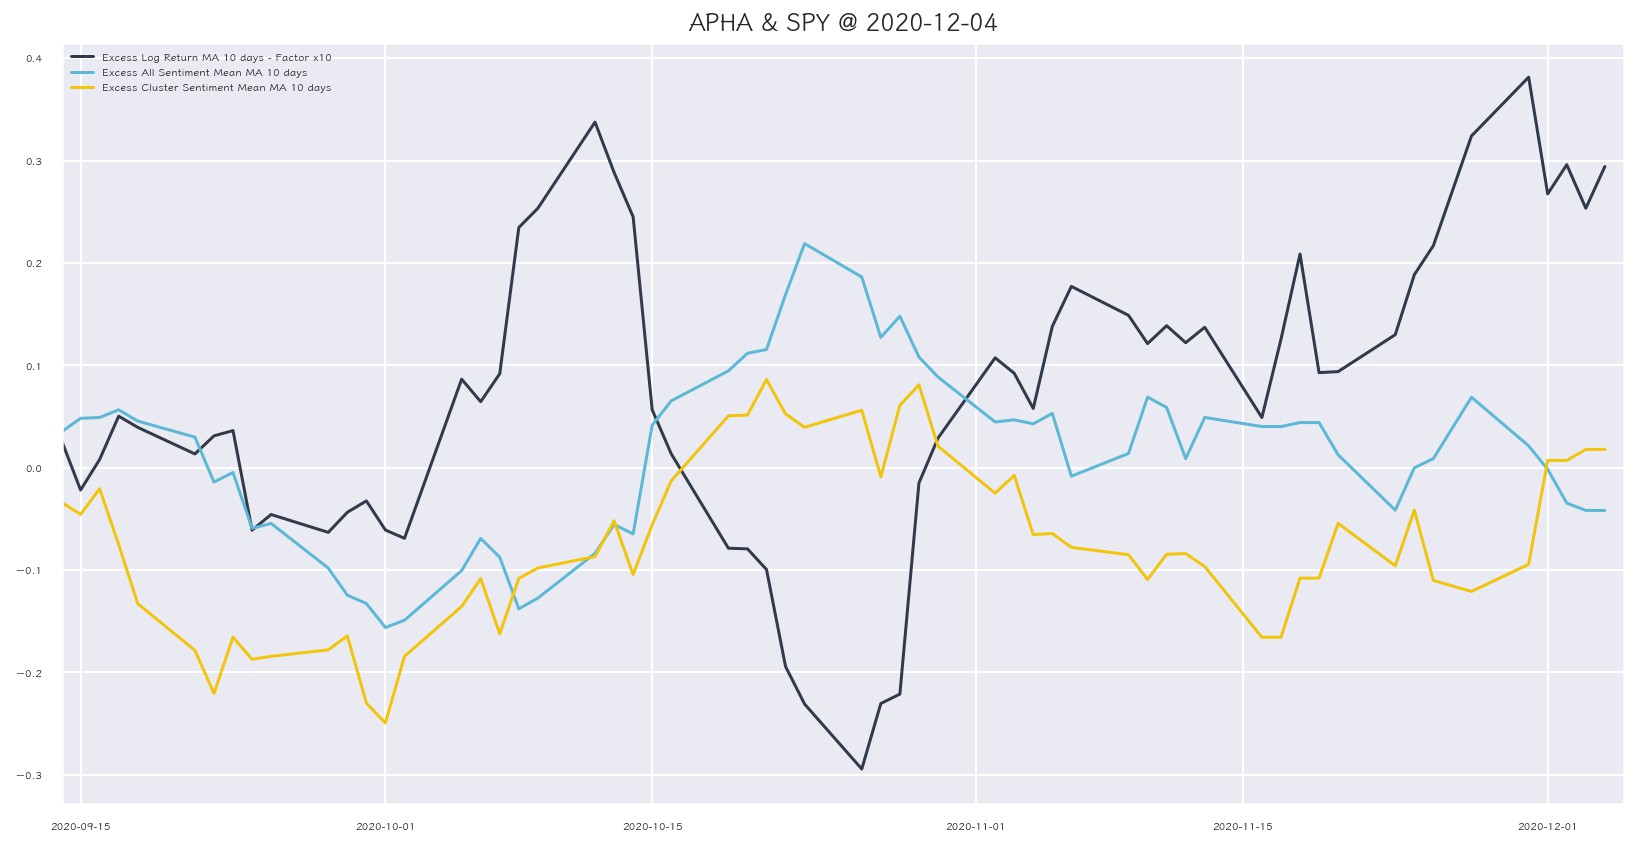 APHA & SPY @ 2020-12-04
Excess Log Return MA 10 days - Factor x10
Excess All Sentiment Mean MA 10 days
Excess Cluster Sentiment Mean MA 10 days
0.4
0.3
0.2
0.1
0.0
−0.1
−0.2
−0.3
2020-09-15 2020-10-01 2020-10-15 2020-11-01 2020-11-15 2020-12-01